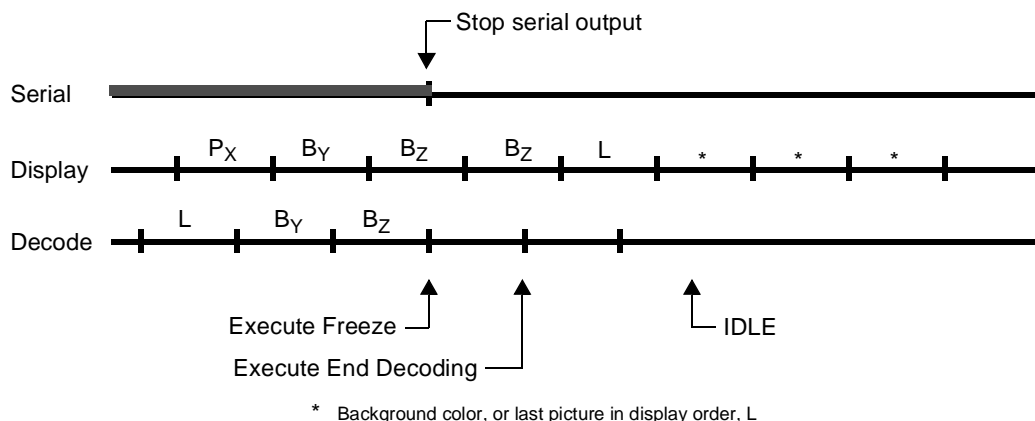 Stop serial output
Serial
P_X B_Y B_Z B_Z L * * *
Display
L B_Y B_Z
Decode
Execute Freeze IDLE
Execute End Decoding
* Background color, or last picture in display order, L